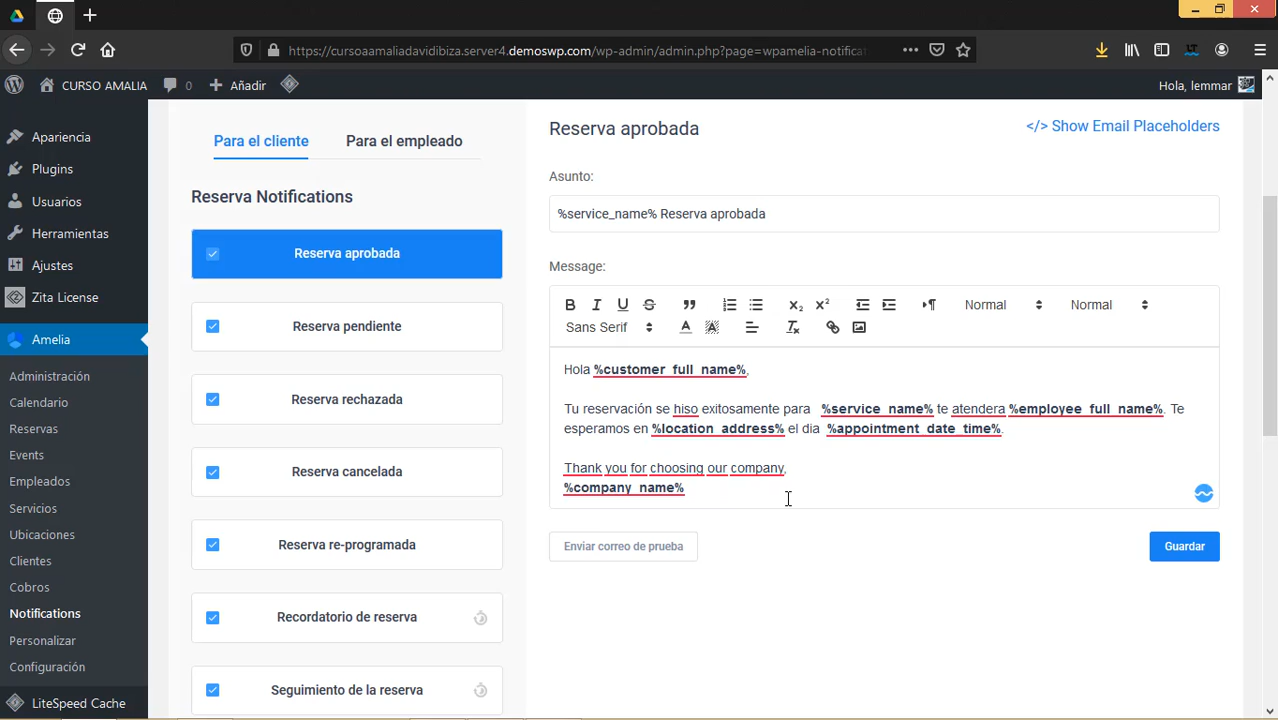 https://cursoaamaliadavidibiza.server4.demoswp.com/wp-admin/admin.php?page=wpamelia-notificat
CURSO AMALIA
0
Añadir
Hola, lemmar
Apariencia
Plugins
Usuarios
Herramientas
Ajustes
Zita License
Amelia
Administración
Calendario
Reservas
Events
Empleados
Servicios
Ubicaciones
Clientes
Cobros
Notifications
Personalizar
Configuración
LiteSpeed Cache
Para el cliente
Para el empleado
Reserva Notifications
Reserva aprobada
Reserva pendiente
Reserva rechazada
Reserva cancelada
Reserva re-programada
Recordatorio de reserva
Seguimiento de la reserva
Reserva aprobada
</> Show Email Placeholders
Asunto:
%service_name% Reserva aprobada
Message:
Normal
Normal
Sans Serif
Hola %customer_full_name%,
Tu reservación se hiso exitosamente para %service_name% te atendera %employee_full_name%. Te
esperamos en %location_address% el dia %appointment_date_time%.
Thank you for choosing our company,
%company_name%
Enviar correo de prueba
Guardar